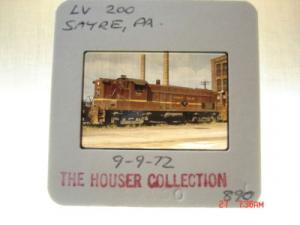 LV 200
SAYRE, PA.
9-9-72
THE HOUSER COLLECTION
890